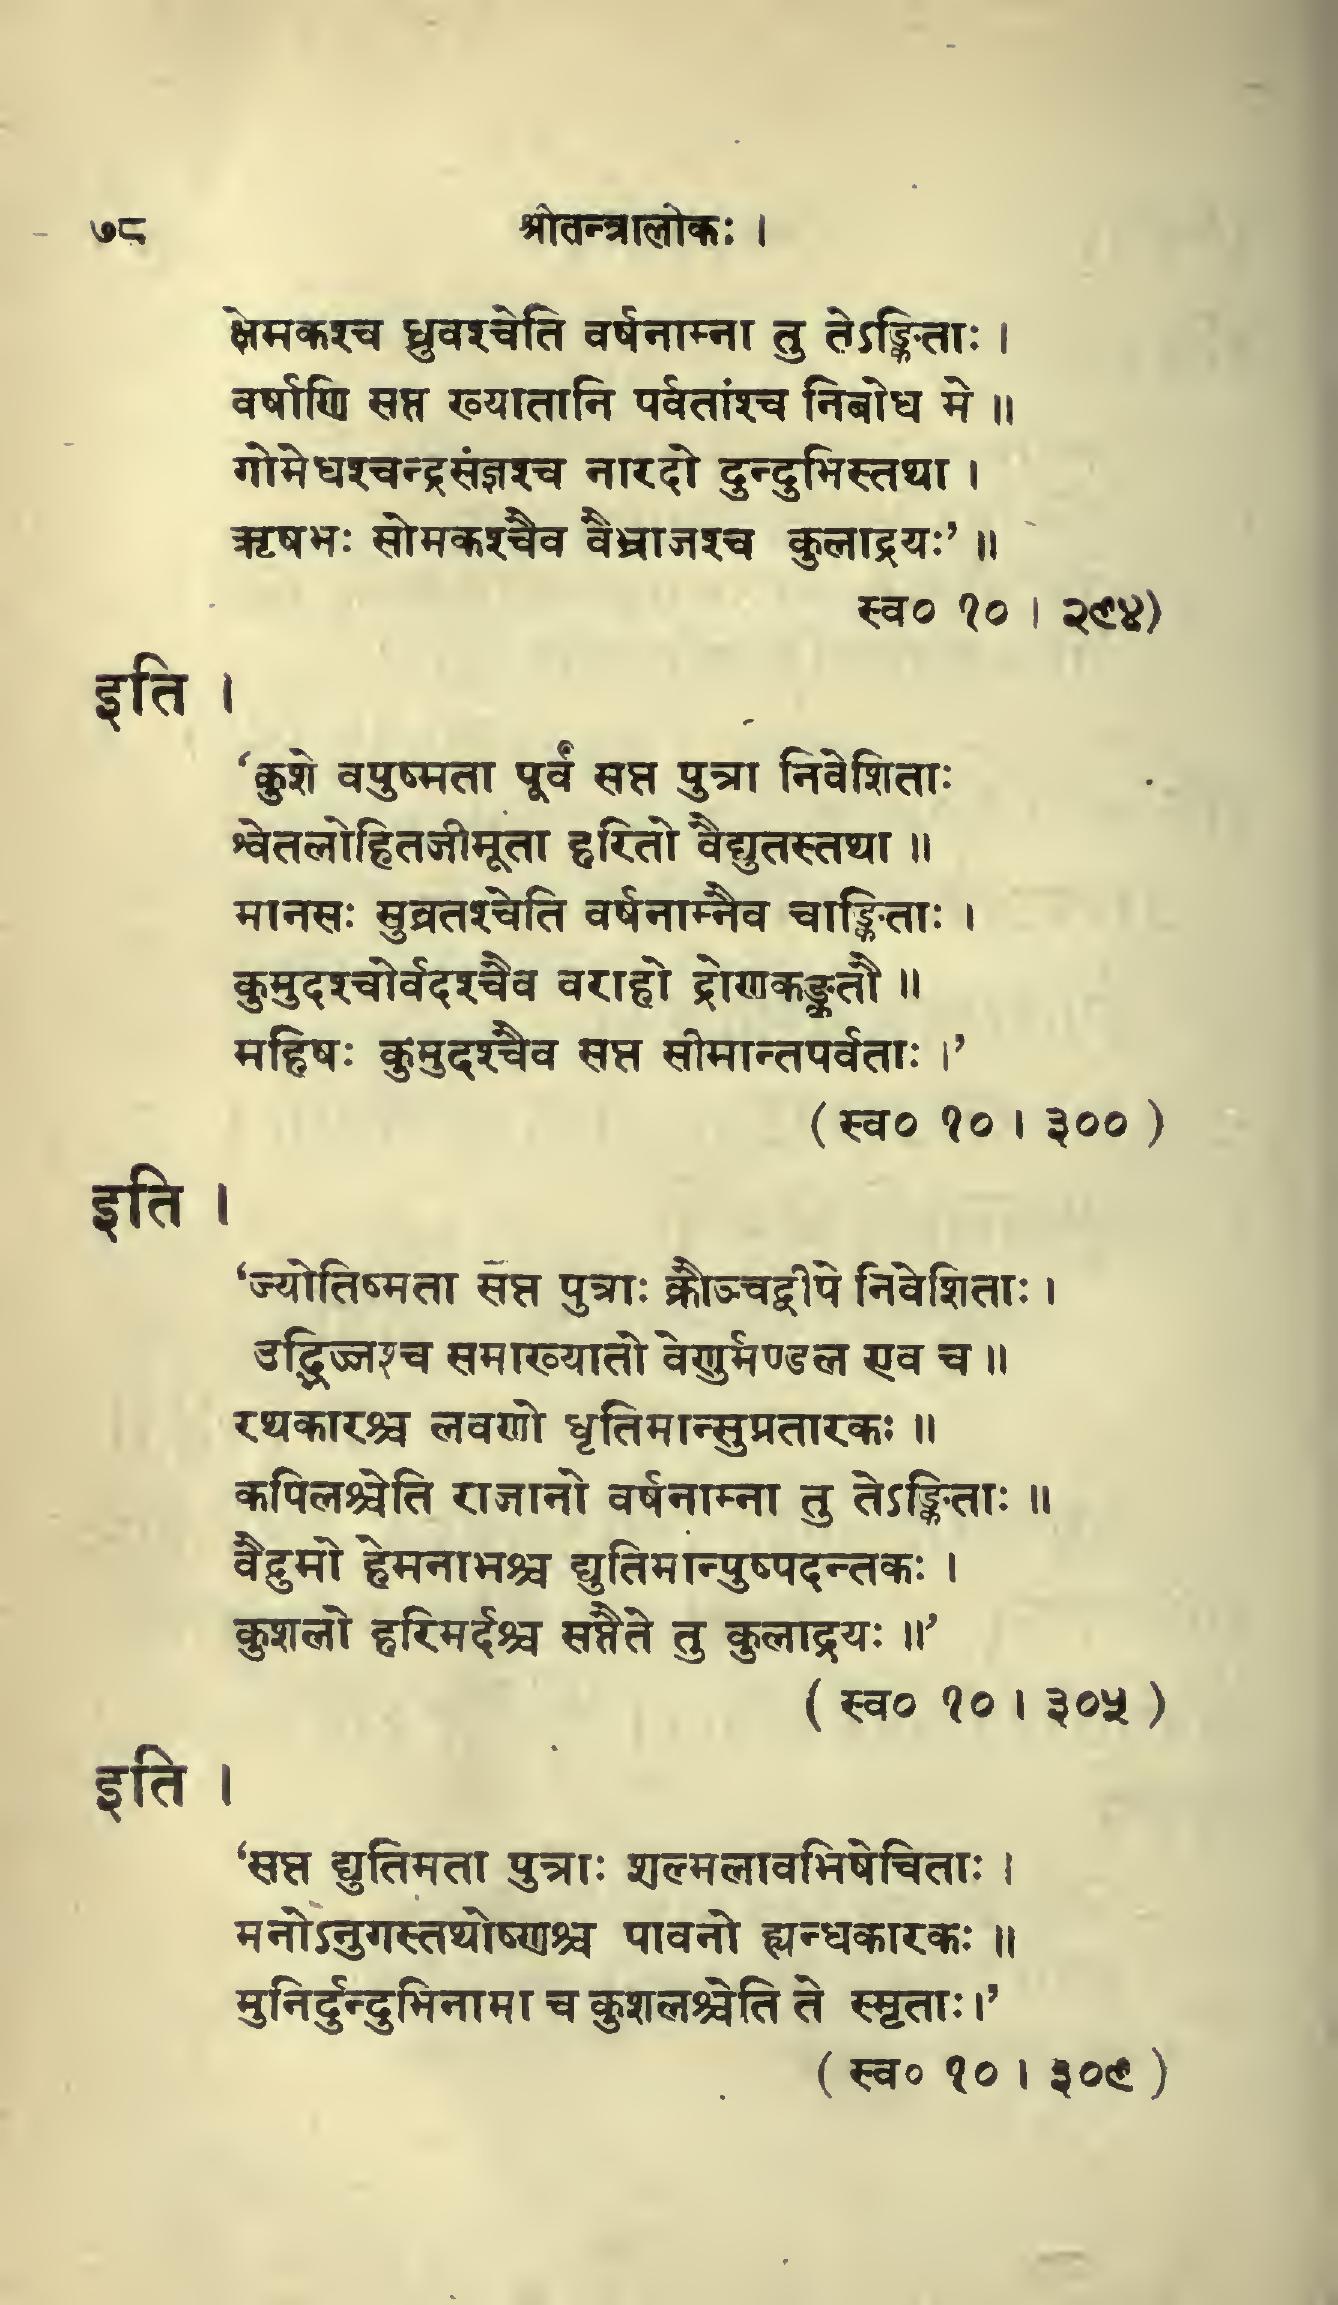 ७८ श्रीतन्त्रालोकः ।
क्षेमकश्च ध्रुवश्चेति वर्षनाम्ना तु तेऽङ्किताः ।
वर्षाणि सप्त ख्यातानि पर्वतांश्च निबोध मे ॥
गोमेधश्चन्द्रसंज्ञश्च नारदो दुन्दुभिस्तथा ।
ऋषभः सोमकश्चैव वैभ्राजश्च कुलाद्रयः’ ॥
स्व० १० । २९४)
इति ।
‘कुशे वपुष्मता पूर्वं सप्त पुत्रा निवेशिताः
श्वेतलोहितजीमूता हरितो वैद्युतस्तथा ॥
मानसः सुव्रतश्चेति वर्षनाम्नैव चाङ्किताः ।
कुमुदश्चोर्वदश्चैव वराहो द्रोणकङ्कतौ ॥
महिषः कुमुदश्चैव सप्त सीमान्तपर्वताः ।’
( स्व० १० । ३०० )
इति ।
‘ज्योतिष्मता सप्त पुत्राः क्रौञ्चद्वीपे निवेशिताः ।
उद्भिज्जश्च समाख्यातो वेणुर्मण्डल एव च ॥
रथकारश्च लवणो धृतिमान्सुप्रतारकः ॥
कपिलश्चेति राजानो वर्षनाम्ना तु तेऽङ्किताः ॥
वैद्रुमो हेमनाभश्च द्युतिमान्पुष्पदन्तकः ।
कुशलो हरिमर्दश्च सप्तैते तु कुलाद्रयः ॥’
( स्व० १० । ३०५ )
इति ।
‘सप्त द्युतिमता पुत्राः शल्मलावभिषेचिताः ।
मनोऽनुगस्तथोष्णश्च पावनो ह्यन्धकारकः ॥
मुनिर्दुन्दुभिनामा च कुशलश्चेति ते स्मृताः ।’
( स्व० १० । ३०९ )